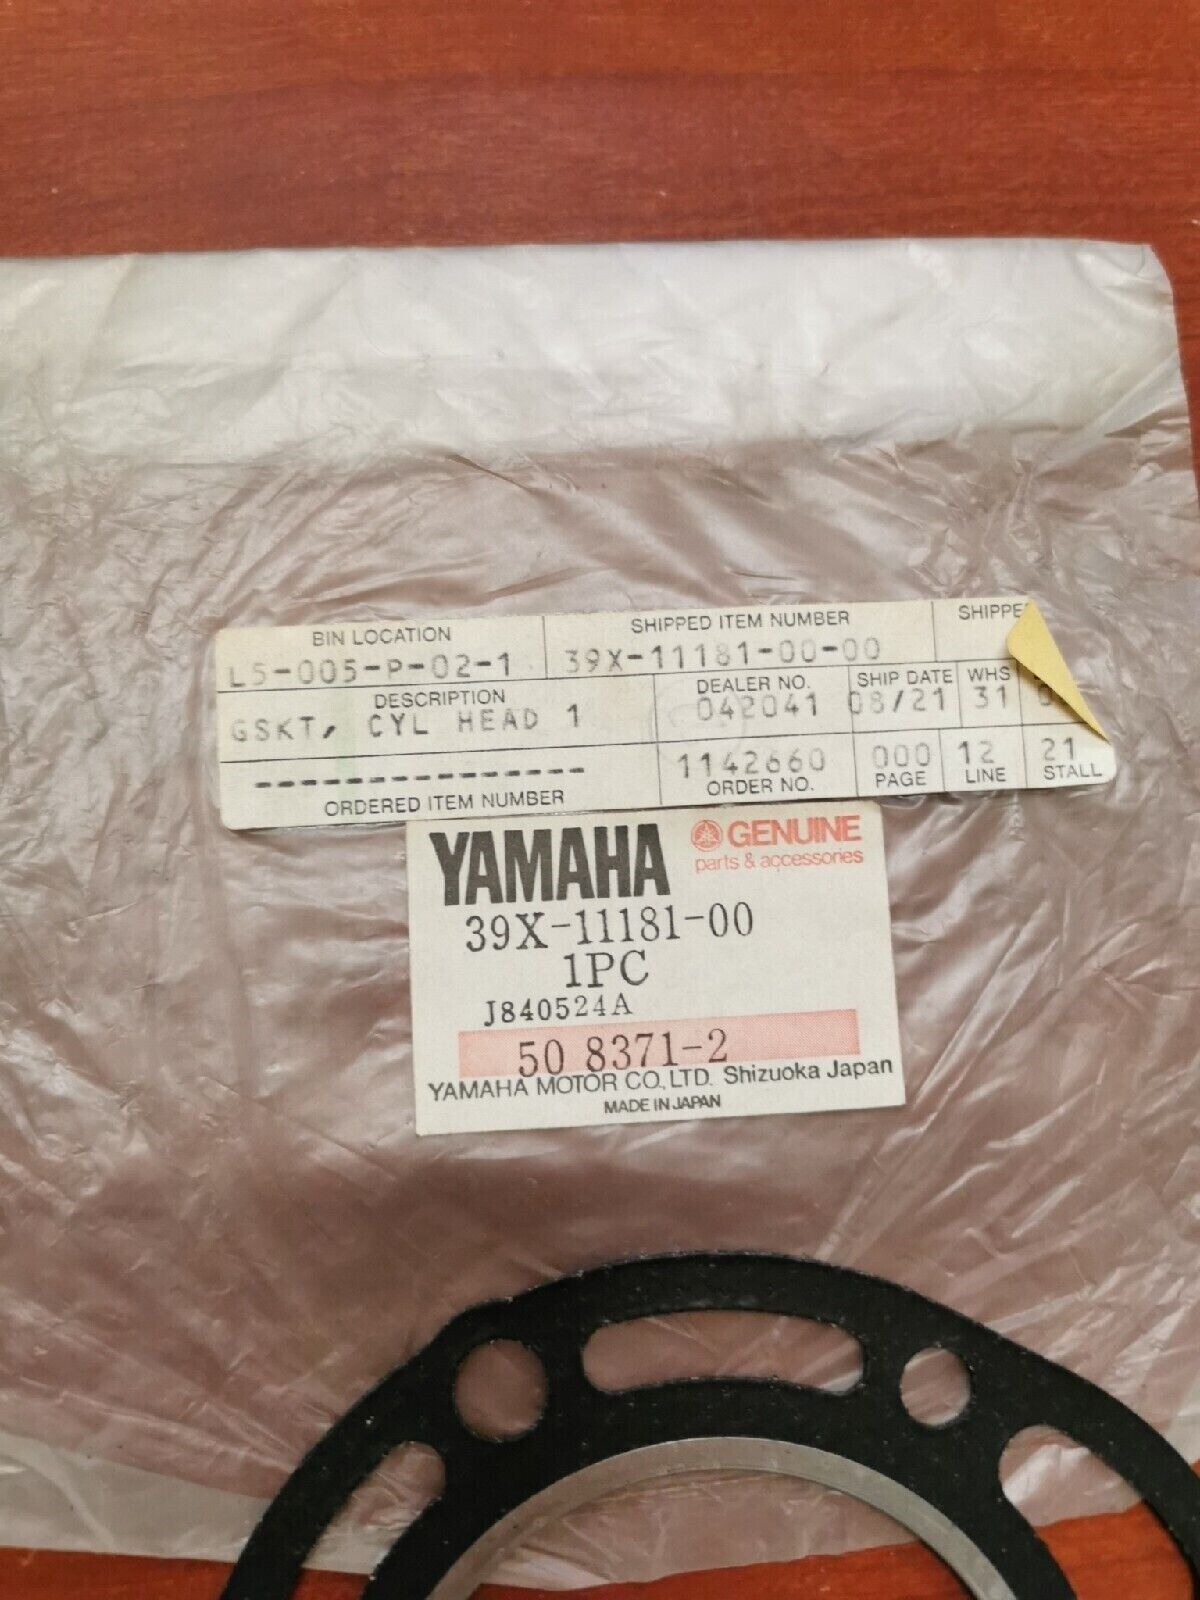 BIN LOCATION SHIPPED ITEM NUMBER SHIPPE
L5-005-P-02-1 39X-11181-00-00
DESCRIPTION DEALER NO. SHIP DATE WHS
GSKT, CYL HEAD 1 042041 08/21 31
-------------- 1142660 000 12 21
ORDERED ITEM NUMBER ORDER NO. PAGE LINE STALL
YAMAHA GENUINE
parts & accessories
39X-11181-00
1PC
J840524A
50 8371-2
YAMAHA MOTOR CO., LTD. Shizuoka Japan
MADE IN JAPAN